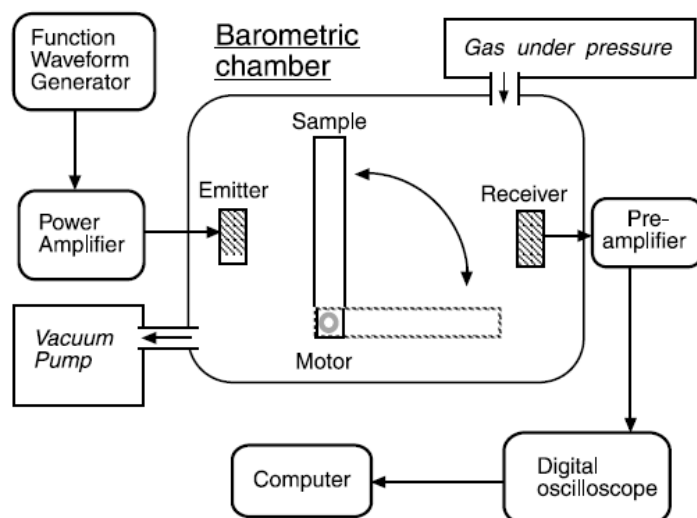 Function
Waveform
Generator
Barometric
chamber
Gas under pressure
Sample
Emitter
Receiver
Power
Amplifier
Pre-
amplifier
Vacuum
Pump
Motor
Computer
Digital
oscilloscope